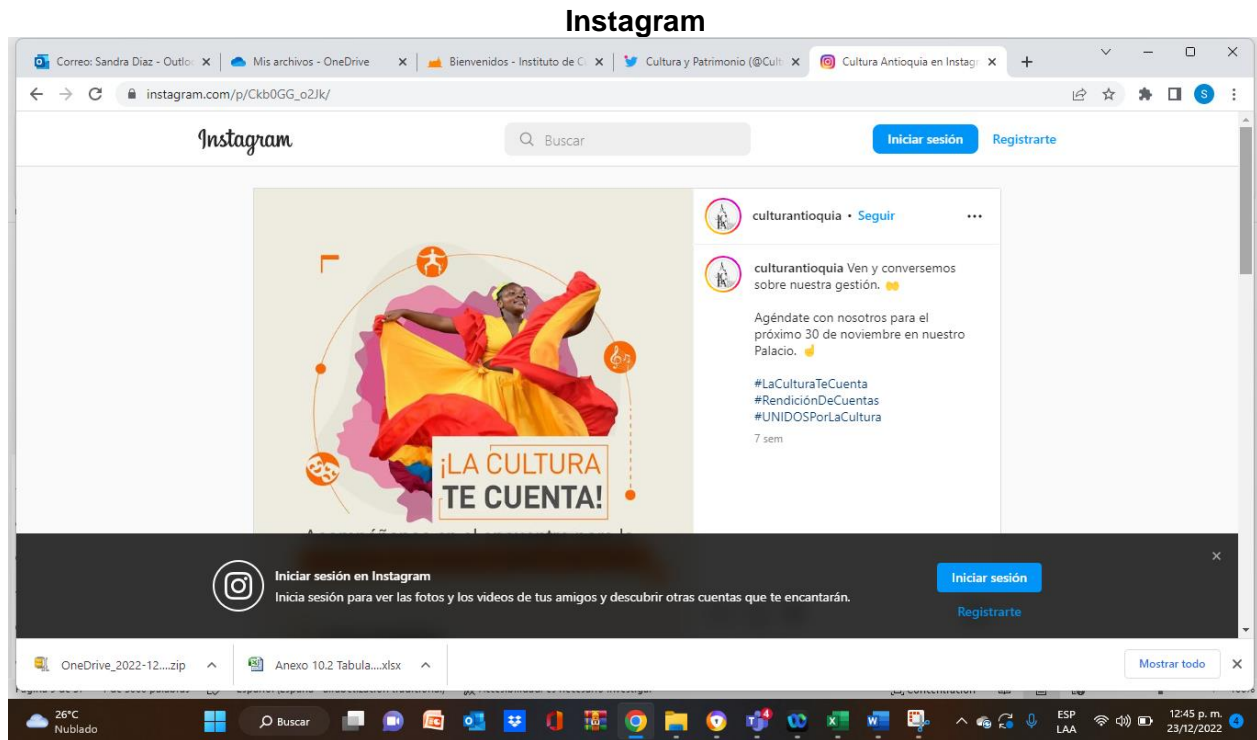 Instagram
Correo: Sandra Diaz - Outlo
Mis archivos - OneDrive
Bienvenidos - Instituto de C
Cultura y Patrimonio (@Cult
Cultura Antioquia en Instagr
instagram.com/p/Ckb0GG_o2Jk/
S
Instagram
Buscar
Iniciar sesión
Registrarte
culturantioquia • Seguir
culturantioquia Ven y conversemos
sobre nuestra gestión.
Agéndate con nosotros para el
próximo 30 de noviembre en nuestro
Palacio.
#LaCulturaTeCuenta
#RendiciónDeCuentas
#UNIDOSPorLaCultura
7 sem
¡LA CULTURA
TE CUENTA!
Iniciar sesión en Instagram
Inicia sesión para ver las fotos y los videos de tus amigos y descubrir otras cuentas que te encantarán.
Iniciar sesión
Registrarte
OneDrive_2022-12....zip
Anexo 10.2 Tabula....xlsx
Mostrar todo
26°C
Nublado
Buscar
ESP
LAA
12:45 p. m.
23/12/2022